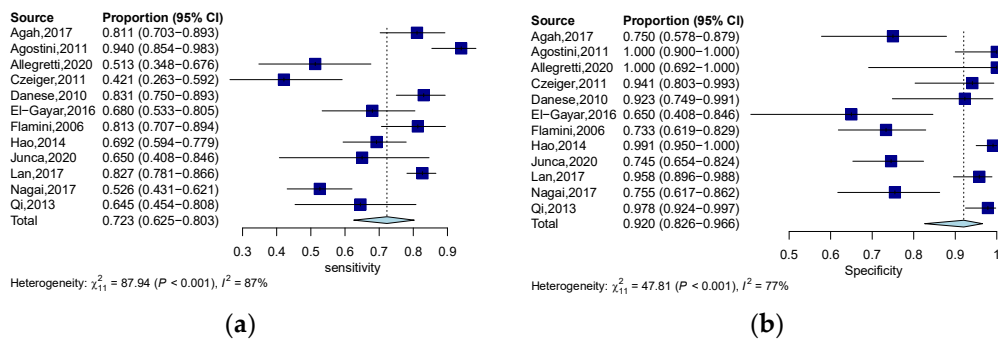 Source Proportion (95% CI)
Agah,2017 0.811 (0.703−0.893)
Agostini,2011 0.940 (0.854−0.983)
Allegretti,2020 0.513 (0.348−0.676)
Czeiger,2011 0.421 (0.263−0.592)
Danese,2010 0.831 (0.750−0.893)
El−Gayar,2016 0.680 (0.533−0.805)
Flamini,2006 0.813 (0.707−0.894)
Hao,2014 0.692 (0.594−0.779)
Junca,2020 0.650 (0.408−0.846)
Lan,2017 0.827 (0.781−0.866)
Nagai,2017 0.526 (0.431−0.621)
Qi,2013 0.645 (0.454−0.808)
Total 0.723 (0.625−0.803)
0.3 0.4 0.5 0.6 0.7 0.8 0.9
sensitivity
Heterogeneity: χ²₁₁ = 87.94 (P < 0.001), I² = 87%
(a)
Source Proportion (95% CI)
Agah,2017 0.750 (0.578−0.879)
Agostini,2011 1.000 (0.900−1.000)
Allegretti,2020 1.000 (0.692−1.000)
Czeiger,2011 0.941 (0.803−0.993)
Danese,2010 0.923 (0.749−0.991)
El−Gayar,2016 0.650 (0.408−0.846)
Flamini,2006 0.733 (0.619−0.829)
Hao,2014 0.991 (0.950−1.000)
Junca,2020 0.745 (0.654−0.824)
Lan,2017 0.958 (0.896−0.988)
Nagai,2017 0.755 (0.617−0.862)
Qi,2013 0.978 (0.924−0.997)
Total 0.920 (0.826−0.966)
0.5 0.6 0.7 0.8 0.9 1
Specificity
Heterogeneity: χ²₁₁ = 47.81 (P < 0.001), I² = 77%
(b)